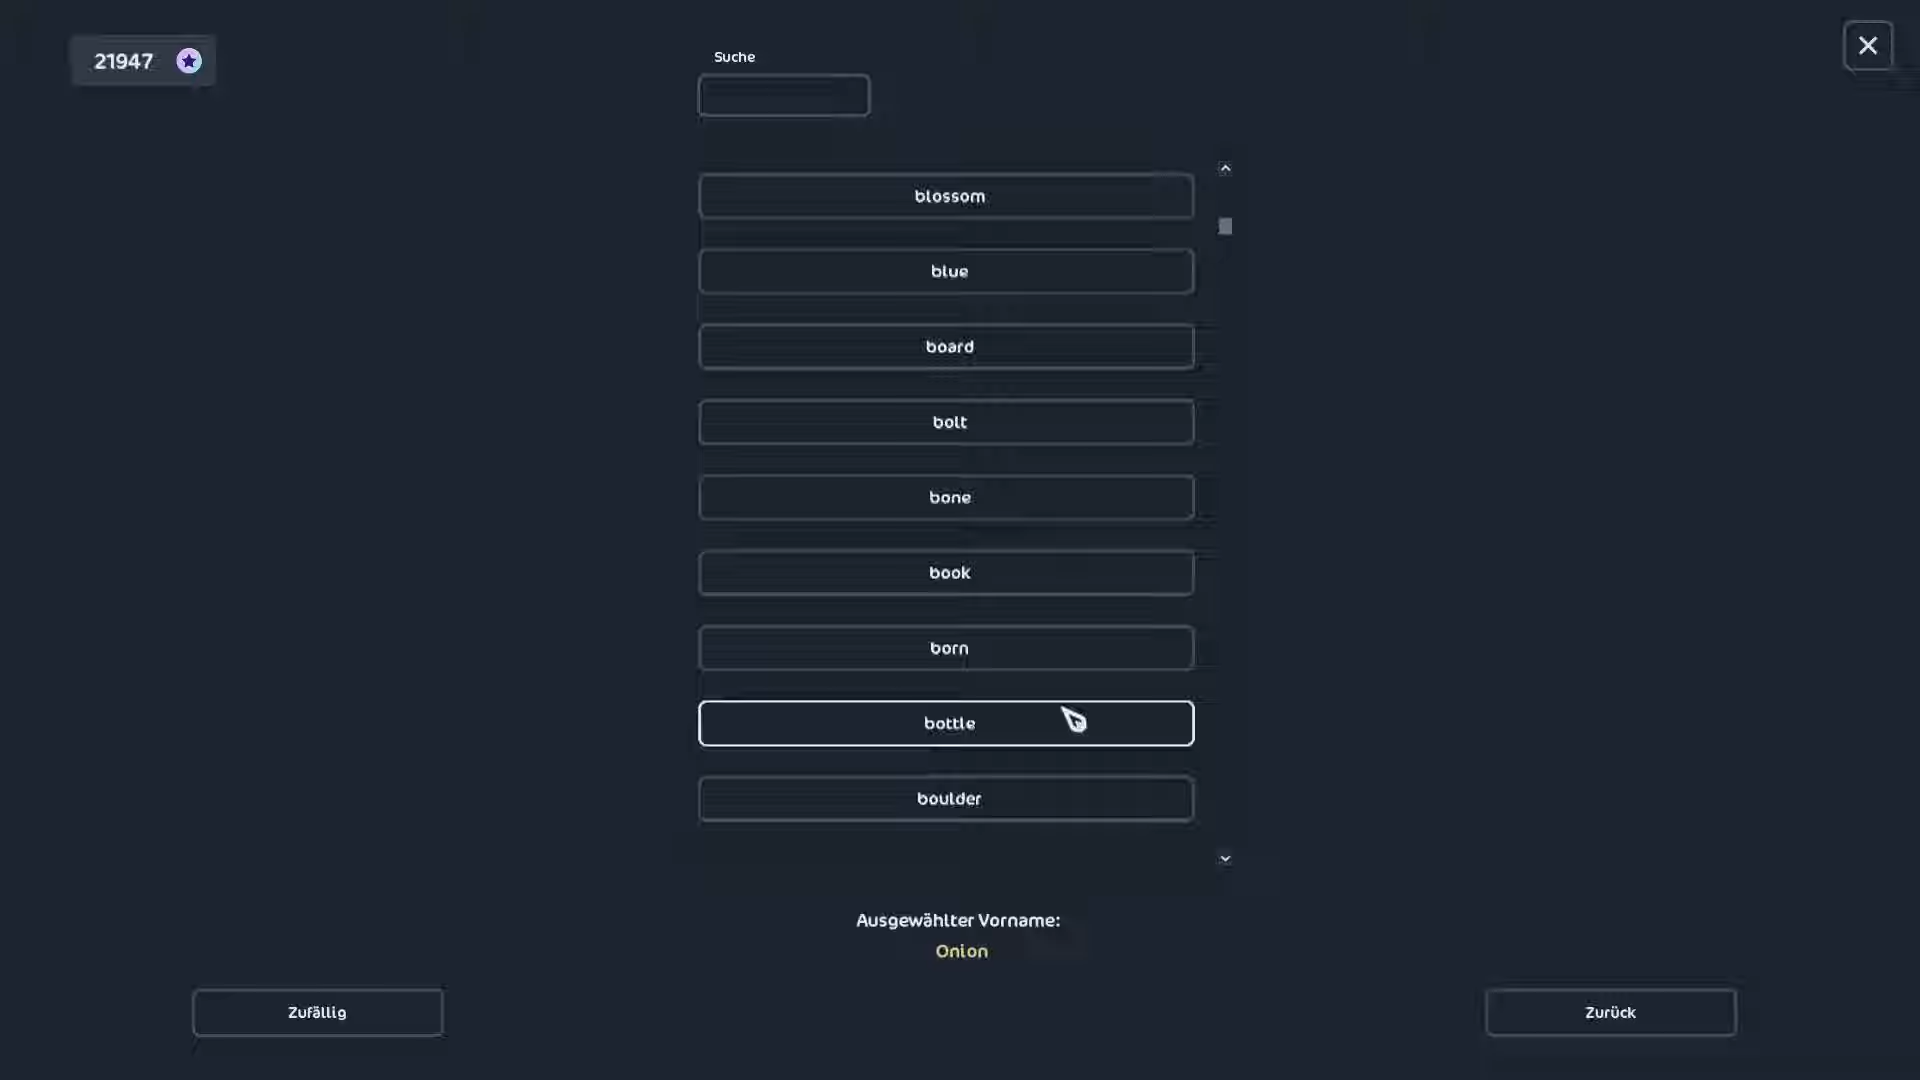 21947
Suche
blossom
blue
board
bolt
bone
book
born
bottle
boulder
Ausgewählter Vorname:
Onion
Zufällig
Zurück